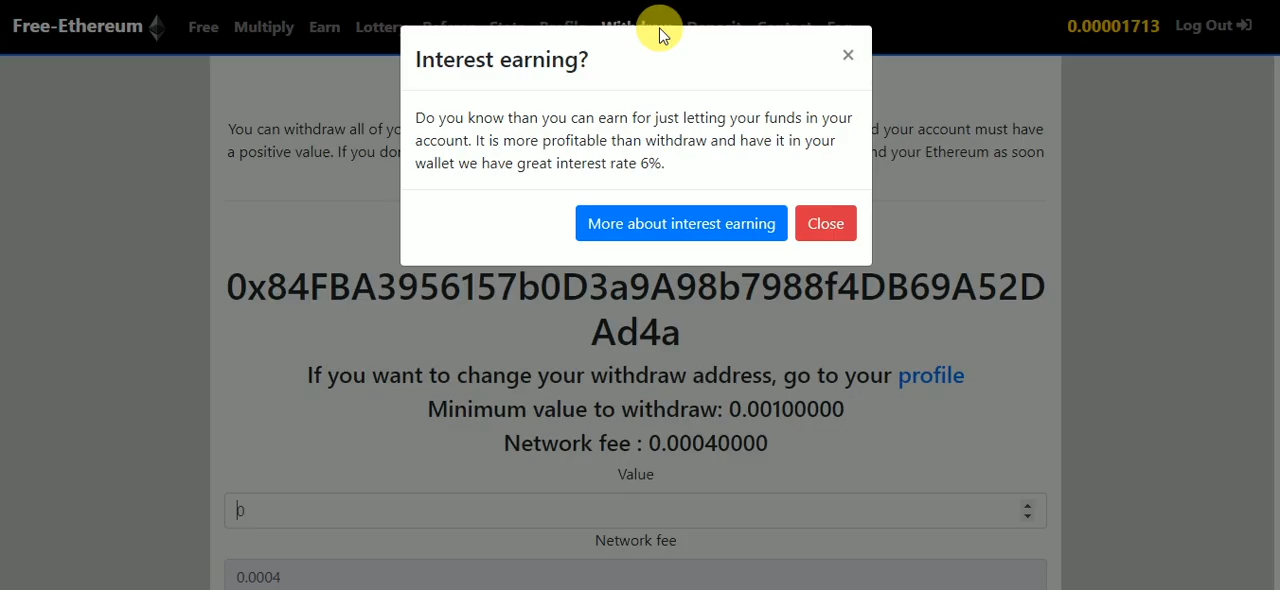 Free-Ethereum Free Multiply Earn 0.00001713 Log Out
Interest earning? ×
Do you know than you can earn for just letting your funds in your
account. It is more profitable than withdraw and have it in your
wallet we have great interest rate 6%.
More about interest earning Close
You can withdraw all of d your account must have
a positive value. If you nd your Ethereum as soon
0x84FBA3956157b0D3a9A98b7988f4DB69A52D
Ad4a
If you want to change your withdraw address, go to your profile
Minimum value to withdraw: 0.00100000
Network fee : 0.00040000
Value
0
Network fee
0.0004